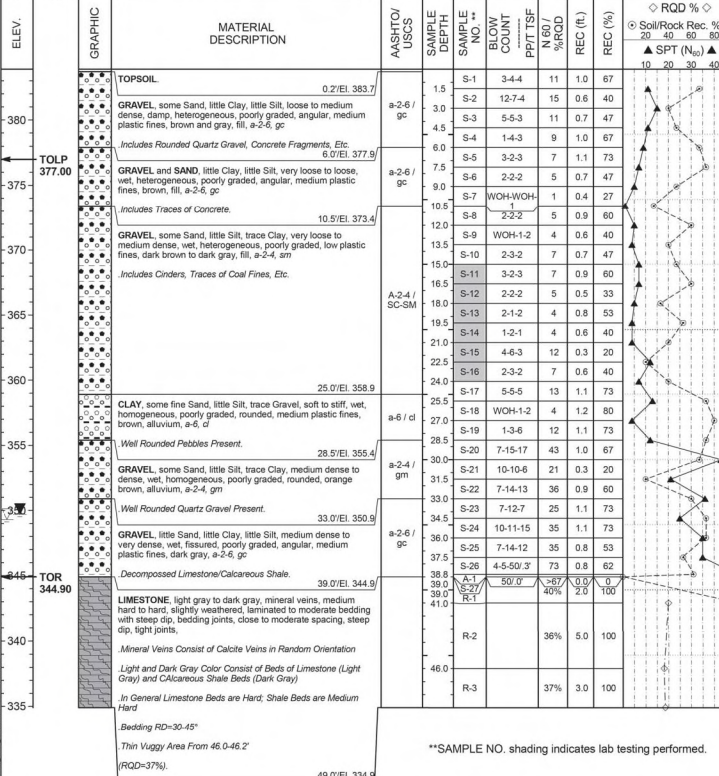 ◇ RQD % ◇
⊙ Soil/Rock Rec. %
▲ SPT (N60) ▲
20 40 60 80
ELEV.
GRAPHIC
MATERIAL
DESCRIPTION
AASHTO/
USCS
SAMPLE
DEPTH
SAMPLE
NO. **
BLOW
COUNT
PP/T TSF
N 60 /
%RQD
REC (ft.)
REC (%)
20 40 60 80
TOPSOIL.
0.2'/El. 383.7
GRAVEL, some Sand, little Clay, little Silt, loose to medium
dense, damp, heterogeneous, poorly graded, angular, medium
plastic fines, brown and gray, fill, a-2-6, gc
.Includes Rounded Quartz Gravel, Concrete Fragments, Etc.
6.0'/El. 377.9
GRAVEL and SAND, little Clay, little Silt, very loose to loose,
wet, heterogeneous, poorly graded, angular, medium plastic
fines, brown, fill, a-2-6, gc
.Includes Traces of Concrete.
10.5'/El. 373.4
GRAVEL, some Sand, little Silt, trace Clay, very loose to
medium dense, wet, heterogeneous, poorly graded, low plastic
fines, dark brown to dark gray, fill, a-2-4, sm
.Includes Cinders, Traces of Coal Fines, Etc.
25.0'/El. 358.9
CLAY, some fine Sand, little Silt, trace Gravel, soft to stiff, wet,
homogeneous, poorly graded, rounded, medium plastic fines,
brown, alluvium, a-6, cl
.Well Rounded Pebbles Present.
28.5'/El. 355.4
GRAVEL, some Sand, little Silt, trace Clay, medium dense to
dense, wet, homogeneous, poorly graded, rounded, orange
brown, alluvium, a-2-4, gm
.Well Rounded Quartz Gravel Present.
33.0'/El. 350.9
GRAVEL, little Sand, little Clay, little Silt, medium dense to
very dense, wet, fissured, poorly graded, angular, medium
plastic fines, dark gray, a-2-6, gc
.Decompossed Limestone/Calcareous Shale.
39.0'/El. 344.9
LIMESTONE, light gray to dark gray, mineral veins, medium
hard to hard, slightly weathered, laminated to moderate bedding
with steep dip, bedding joints, close to moderate spacing, steep
dip, tight joints,
.Mineral Veins Consist of Calcite Veins in Random Orientation
.Light and Dark Gray Color Consist of Beds of Limestone (Light
Gray) and CAlcareous Shale Beds (Dark Gray)
.In General Limestone Beds are Hard; Shale Beds are Medium
Hard
.Bedding RD=30-45°
.Thin Vuggy Area From 46.0-46.2'
(RQD=37%).
49.0'/El. 334.9
380
TOLP
377.00
375
370
365
360
355
345
TOR
344.90
340
335
a-2-6 /
gc
a-2-6 /
gc
A-2-4 /
SC-SM
a-6 / cl
a-2-4 /
gm
a-2-6 /
gc
1.5
3.0
4.5
6.0
7.5
9.0
10.5
12.0
13.5
15.0
16.5
18.0
19.5
21.0
22.5
24.0
25.5
27.0
28.5
30.0
31.5
33.0
34.5
36.0
37.5
38.8
39.0
39.0
41.0
46.0
S-1 3-4-4 11 1.0 67
S-2 12-7-4 15 0.6 40
S-3 5-5-3 11 0.7 47
S-4 1-4-3 9 1.0 67
S-5 3-2-3 7 1.1 73
S-6 2-2-2 5 0.7 47
S-7 WOH-WOH-1 1 0.4 27
S-8 2-2-2 5 0.9 60
S-9 WOH-1-2 4 0.6 40
S-10 2-3-2 7 0.7 47
S-11 3-2-3 7 0.9 60
S-12 2-2-2 5 0.5 33
S-13 2-1-2 4 0.8 53
S-14 1-2-1 4 0.6 40
S-15 4-6-3 12 0.3 20
S-16 2-3-2 7 0.6 40
S-17 5-5-5 13 1.1 73
S-18 WOH-1-2 4 1.2 80
S-19 1-3-6 12 1.1 73
S-20 7-15-17 43 1.0 67
S-21 10-10-6 21 0.3 20
S-22 7-14-13 36 0.9 60
S-23 7-12-7 25 1.1 73
S-24 10-11-15 35 1.1 73
S-25 7-14-12 35 0.8 53
S-26 4-5-50/.3' 73 0.8 62
A-1
S-27 50/.0' >67 0.0 0
R-1 40% 2.0 100
R-2 36% 5.0 100
R-3 37% 3.0 100
**SAMPLE NO. shading indicates lab testing performed.